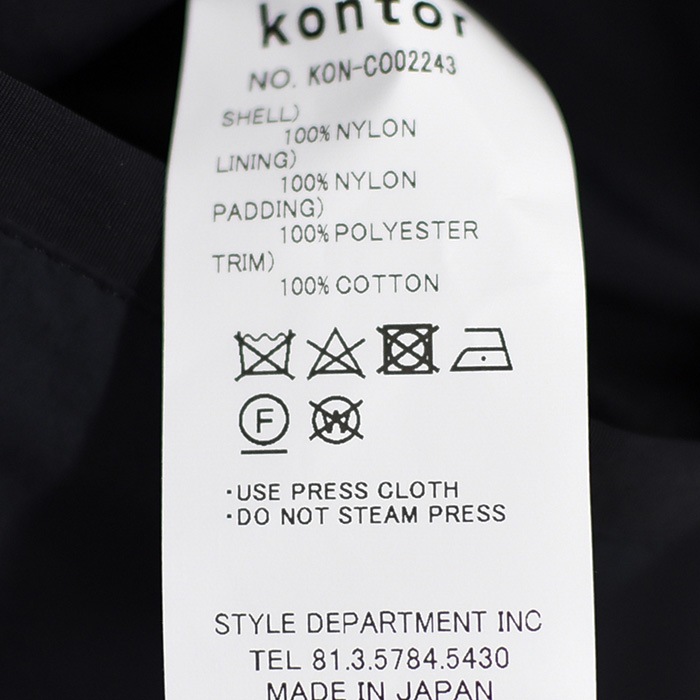 kontor
NO. KON-CO02243
SHELL)
100% NYLON
LINING)
100% NYLON
PADDING)
100% POLYESTER
TRIM)
100% COTTON
F
W
·USE PRESS CLOTH
·DO NOT STEAM PRESS
STYLE DEPARTMENT INC
TEL 81.3.5784.5430
MADE IN JAPAN